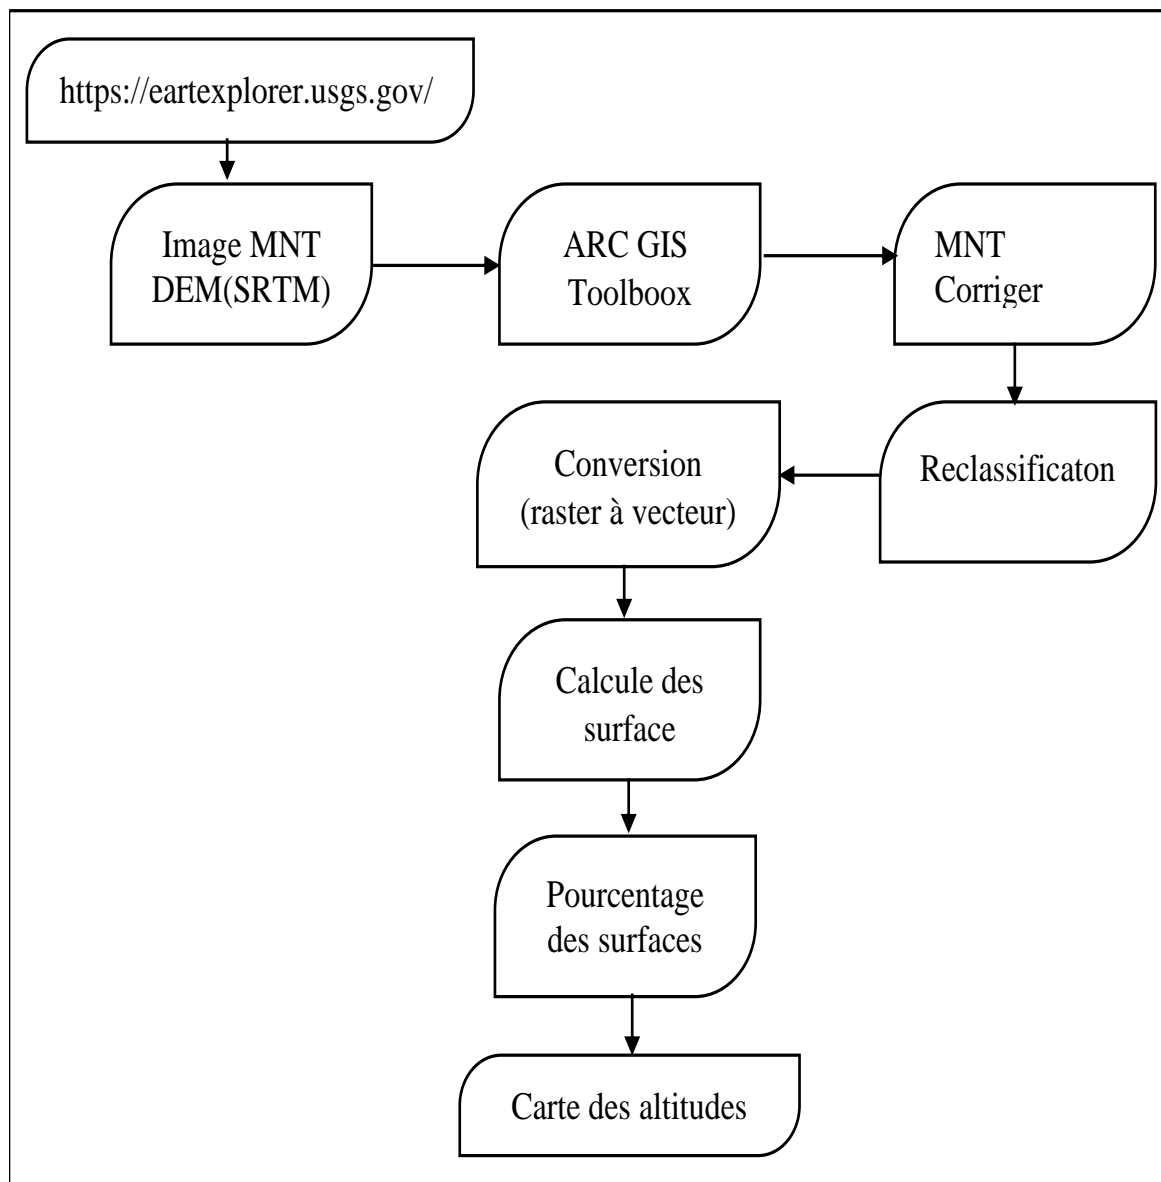 https://eartexplorer.usgs.gov/
Image MNT
DEM(SRTM)
ARC GIS
Toolboox
MNT
Corriger
Reclassificaton
Conversion
(raster à vecteur)
Calcule des
surface
Pourcentage
des surfaces
Carte des altitudes